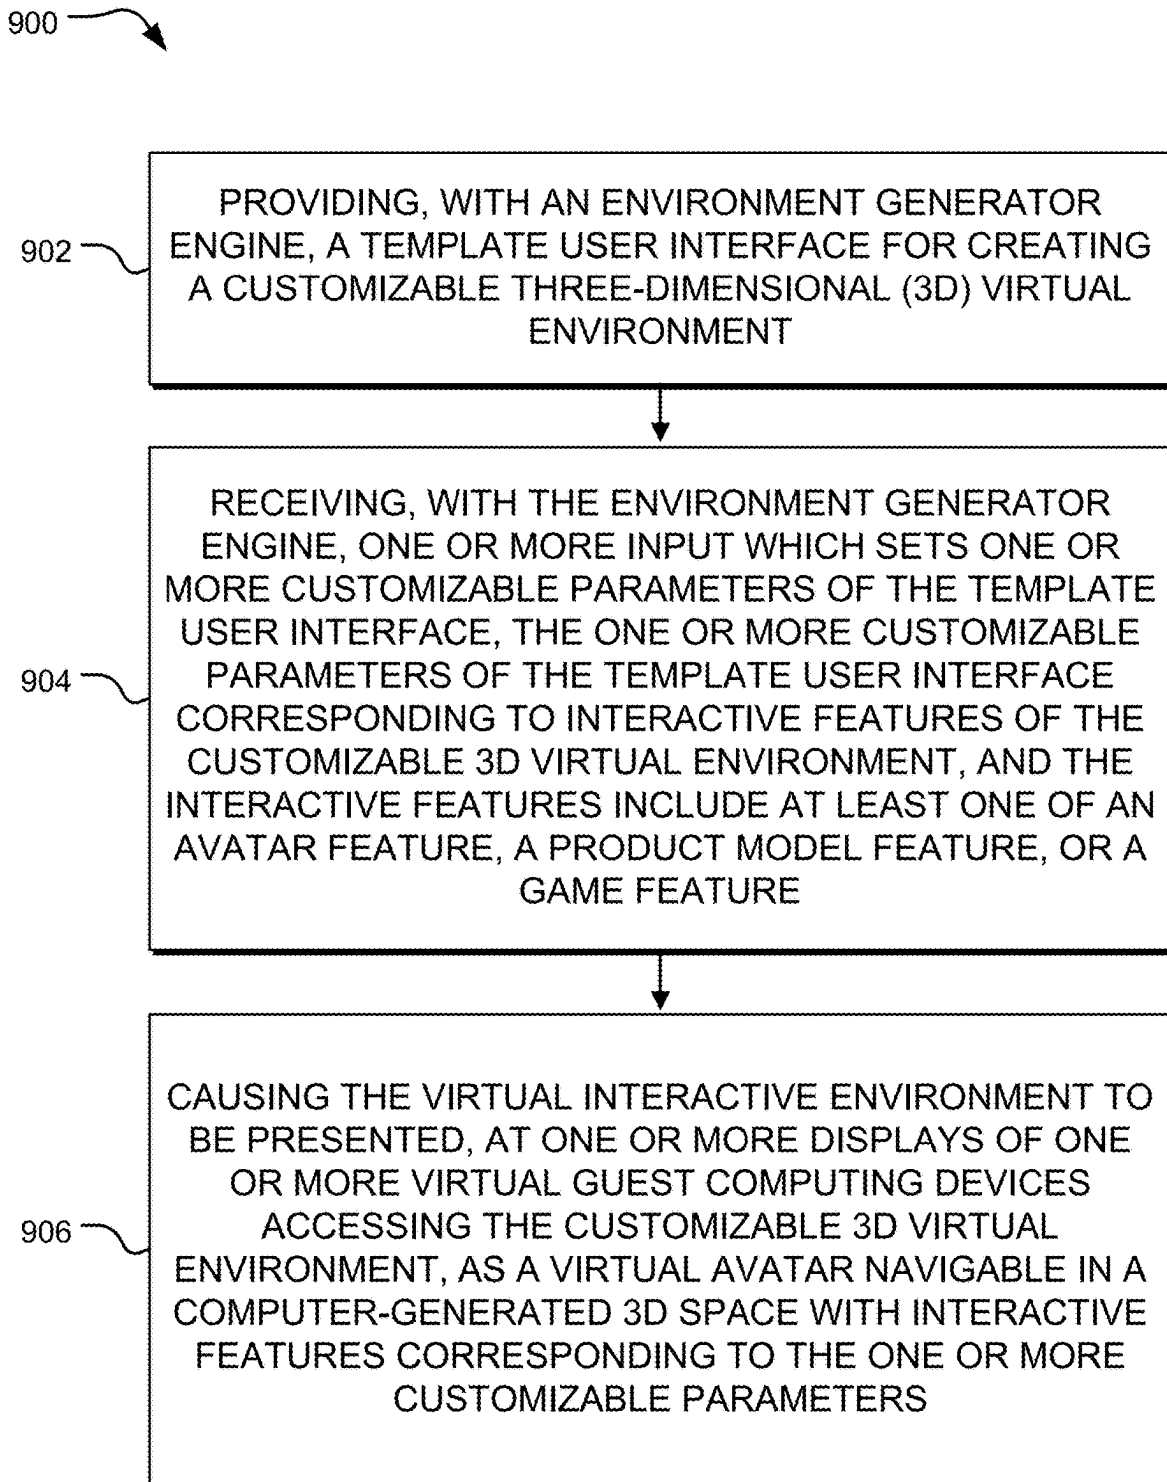 900
902
PROVIDING, WITH AN ENVIRONMENT GENERATOR
ENGINE, A TEMPLATE USER INTERFACE FOR CREATING
A CUSTOMIZABLE THREE-DIMENSIONAL (3D) VIRTUAL
ENVIRONMENT
904
RECEIVING, WITH THE ENVIRONMENT GENERATOR
ENGINE, ONE OR MORE INPUT WHICH SETS ONE OR
MORE CUSTOMIZABLE PARAMETERS OF THE TEMPLATE
USER INTERFACE, THE ONE OR MORE CUSTOMIZABLE
PARAMETERS OF THE TEMPLATE USER INTERFACE
CORRESPONDING TO INTERACTIVE FEATURES OF THE
CUSTOMIZABLE 3D VIRTUAL ENVIRONMENT, AND THE
INTERACTIVE FEATURES INCLUDE AT LEAST ONE OF AN
AVATAR FEATURE, A PRODUCT MODEL FEATURE, OR A
GAME FEATURE
906
CAUSING THE VIRTUAL INTERACTIVE ENVIRONMENT TO
BE PRESENTED, AT ONE OR MORE DISPLAYS OF ONE
OR MORE VIRTUAL GUEST COMPUTING DEVICES
ACCESSING THE CUSTOMIZABLE 3D VIRTUAL
ENVIRONMENT, AS A VIRTUAL AVATAR NAVIGABLE IN A
COMPUTER-GENERATED 3D SPACE WITH INTERACTIVE
FEATURES CORRESPONDING TO THE ONE OR MORE
CUSTOMIZABLE PARAMETERS